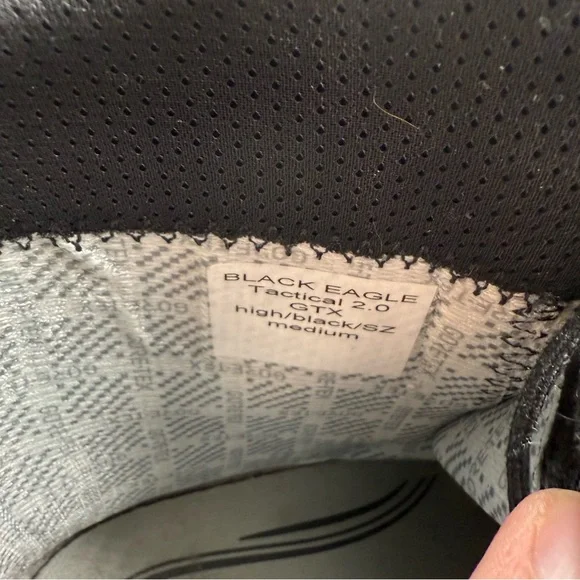 BLACK EAGLE
Tactical 2.0
GTX
high/black/SZ
medium